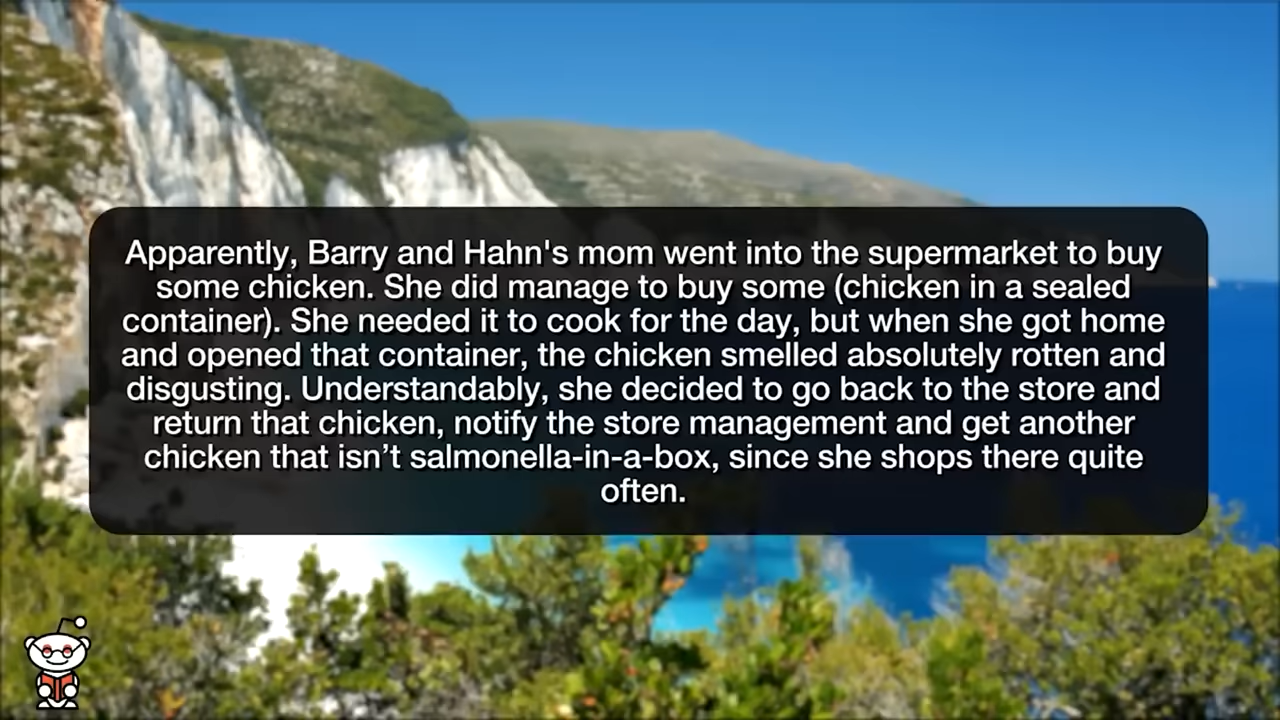 Apparently, Barry and Hahn's mom went into the supermarket to buy
some chicken. She did manage to buy some (chicken in a sealed
container). She needed it to cook for the day, but when she got home
and opened that container, the chicken smelled absolutely rotten and
disgusting. Understandably, she decided to go back to the store and
return that chicken, notify the store management and get another
chicken that isn’t salmonella-in-a-box, since she shops there quite
often.